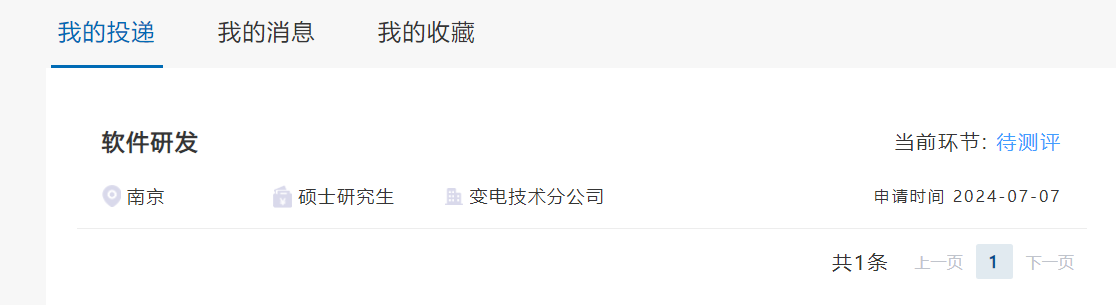 我的投递 我的消息 我的收藏
软件研发 当前环节: 待测评
南京 硕士研究生 变电技术分公司 申请时间 2024-07-07
共1条 上一页 1 下一页